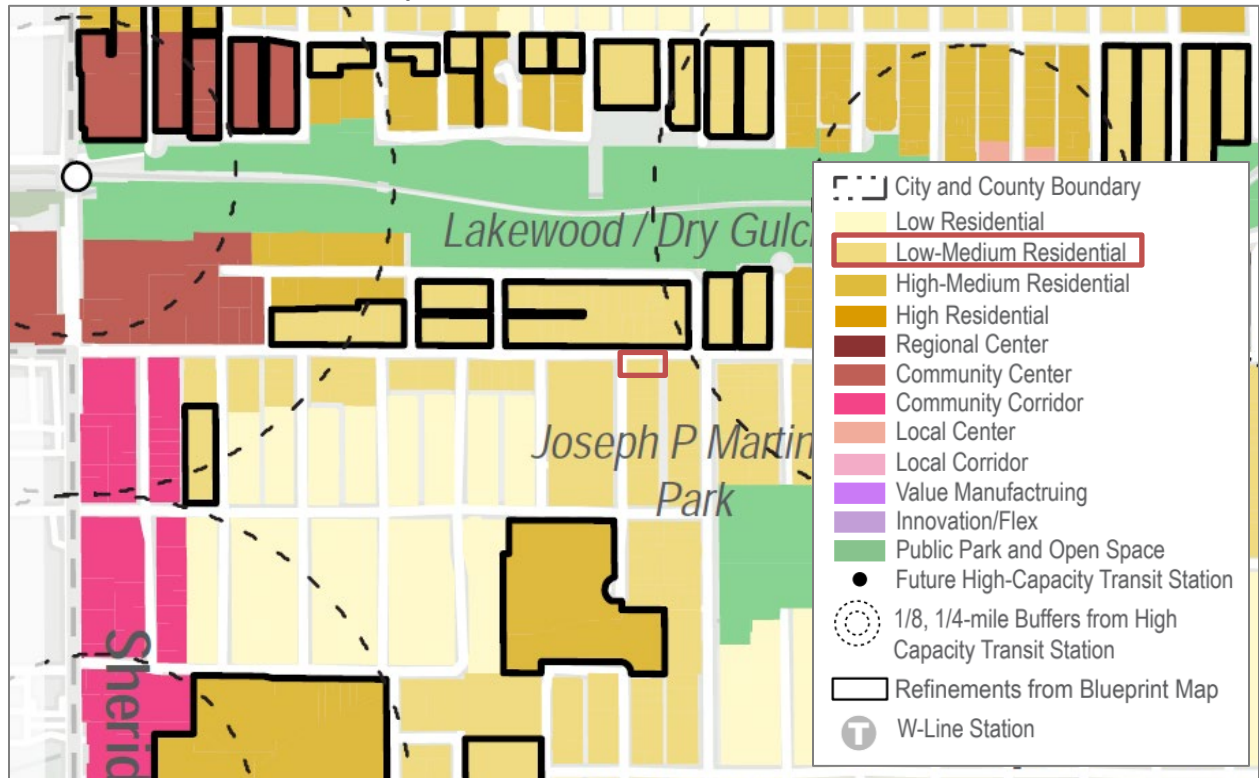 Lakewood / Dry Gulc
Joseph P Martin
Park
Sherid
City and County Boundary
Low Residential
Low-Medium Residential
High-Medium Residential
High Residential
Regional Center
Community Center
Community Corridor
Local Center
Local Corridor
Value Manufactruing
Innovation/Flex
Public Park and Open Space
Future High-Capacity Transit Station
1/8, 1/4-mile Buffers from High
Capacity Transit Station
Refinements from Blueprint Map
T W-Line Station